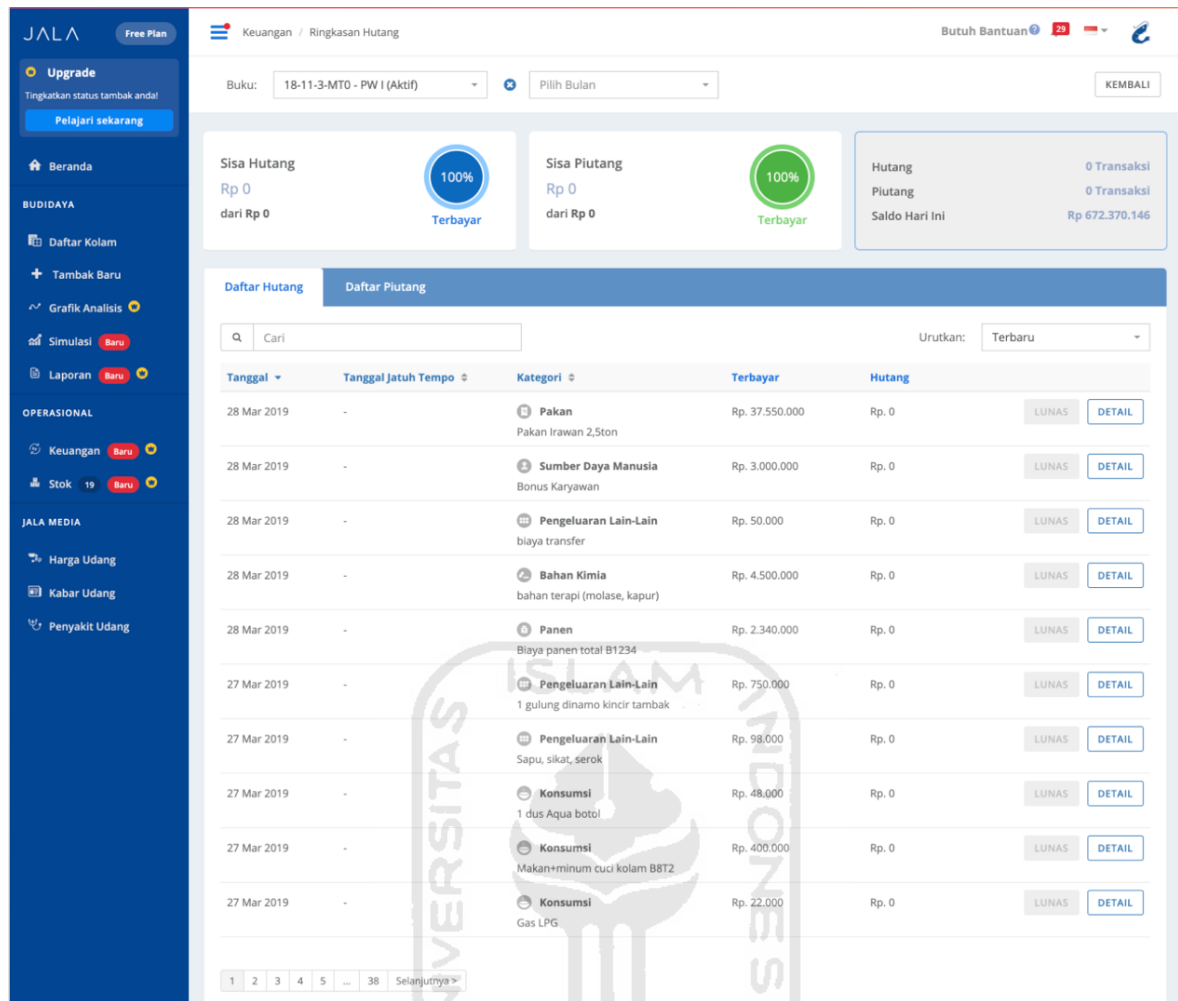 JALA Free Plan
Keuangan / Ringkasan Hutang
Butuh Bantuan? 29
Upgrade
Tingkatkan status tambak anda!
Pelajari sekarang
Beranda
BUDIDAYA
Daftar Kolam
Tambak Baru
Grafik Analisis
Simulasi Baru
Laporan Baru
OPERASIONAL
Keuangan Baru
Stok 19 Baru
JALA MEDIA
Harga Udang
Kabar Udang
Penyakit Udang
Buku: 18-11-3-MT0 - PW I (Aktif) Pilih Bulan KEMBALI
Sisa Hutang
Rp 0
dari Rp 0
100%
Terbayar
Sisa Piutang
Rp 0
dari Rp 0
100%
Terbayar
Hutang 0 Transaksi
Piutang 0 Transaksi
Saldo Hari Ini Rp 672.370.146
Daftar Hutang Daftar Piutang
Cari Urutkan: Terbaru
Tanggal Tanggal Jatuh Tempo Kategori Terbayar Hutang
28 Mar 2019 - Pakan Rp. 37.550.000 Rp. 0 LUNAS DETAIL
Pakan Irawan 2,5ton
28 Mar 2019 - Sumber Daya Manusia Rp. 3.000.000 Rp. 0 LUNAS DETAIL
Bonus Karyawan
28 Mar 2019 - Pengeluaran Lain-Lain Rp. 50.000 Rp. 0 LUNAS DETAIL
biaya transfer
28 Mar 2019 - Bahan Kimia Rp. 4.500.000 Rp. 0 LUNAS DETAIL
bahan terapi (molase, kapur)
28 Mar 2019 - Panen Rp. 2.340.000 Rp. 0 LUNAS DETAIL
Biaya panen total B1234
27 Mar 2019 - Pengeluaran Lain-Lain Rp. 750.000 Rp. 0 LUNAS DETAIL
1 gulung dinamo kincir tambak
27 Mar 2019 - Pengeluaran Lain-Lain Rp. 98.000 Rp. 0 LUNAS DETAIL
Sapu, sikat, serok
27 Mar 2019 - Konsumsi Rp. 48.000 Rp. 0 LUNAS DETAIL
1 dus Aqua botol
27 Mar 2019 - Konsumsi Rp. 400.000 Rp. 0 LUNAS DETAIL
Makan+minum cuci kolam B8T2
27 Mar 2019 - Konsumsi Rp. 22.000 Rp. 0 LUNAS DETAIL
Gas LPG
1 2 3 4 5 ... 38 Selanjutnya >
UNIVERSITAS
ISLAM
INDONES